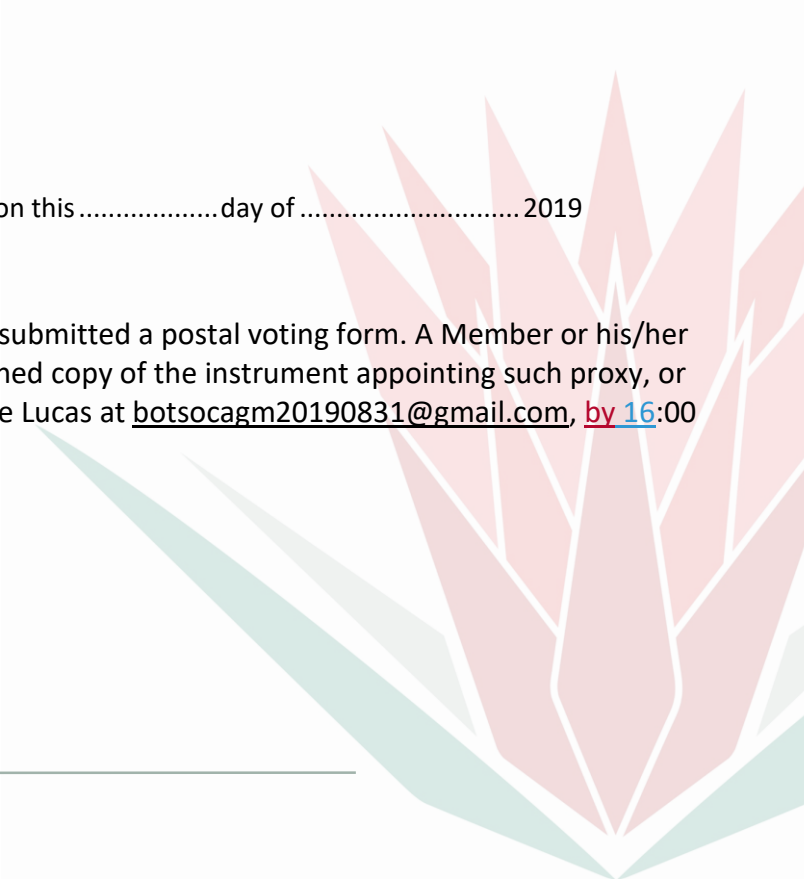 on this ................... day of .............................. 2019
submitted a postal voting form. A Member or his/her
ned copy of the instrument appointing such proxy, or
e Lucas at botsocagm20190831@gmail.com, by 16:00